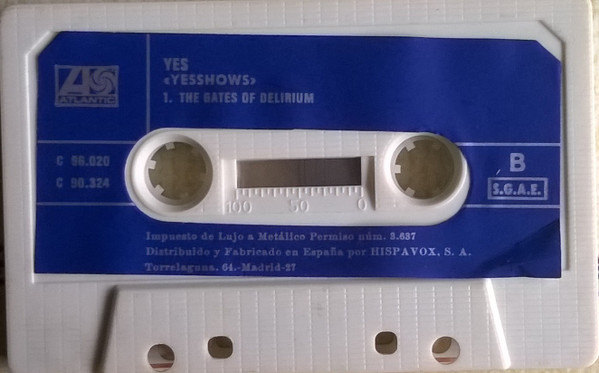 YES
«YESSHOWS»
1. THE GATES OF DELIRIUM
ATLANTIC
C 96.020
C 90.324
B
S.G.A.E.
100 50 0
Impuesto de Lujo a Metálico Permiso núm. 3.637
Distribuído y Fabricado en España por HISPAVOX, S. A.
Torrelaguna, 64.-Madrid-27